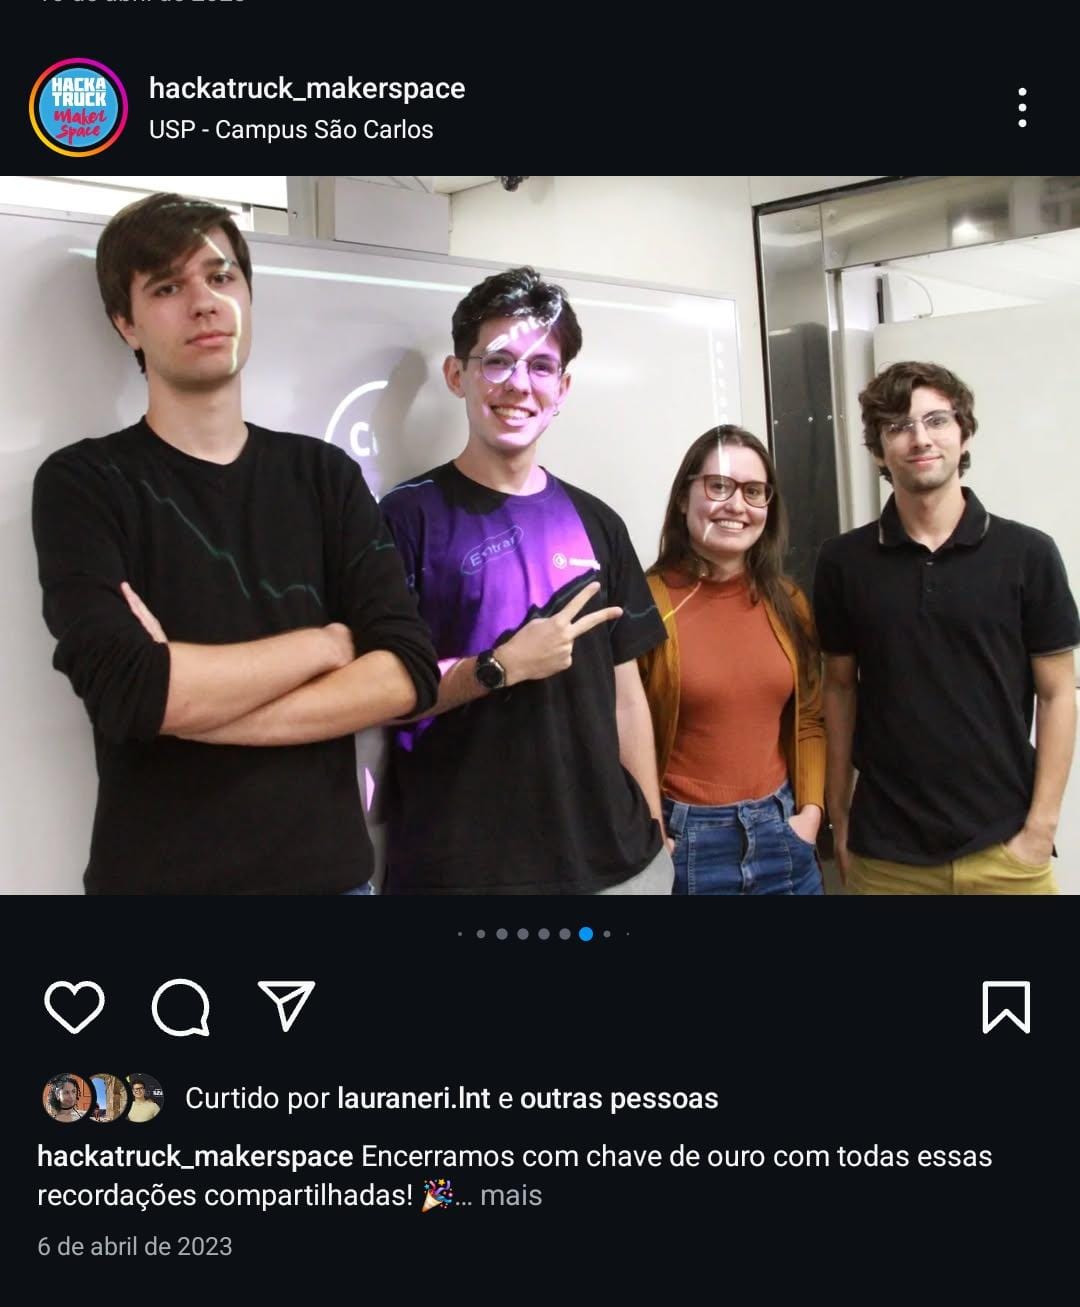 HACKA
TRUCK
maker
space
hackatruck_makerspace
USP - Campus São Carlos
Entrar
Curtido por lauraneri.lnt e outras pessoas
hackatruck_makerspace Encerramos com chave de ouro com todas essas
recordações compartilhadas! 🎉... mais
6 de abril de 2023